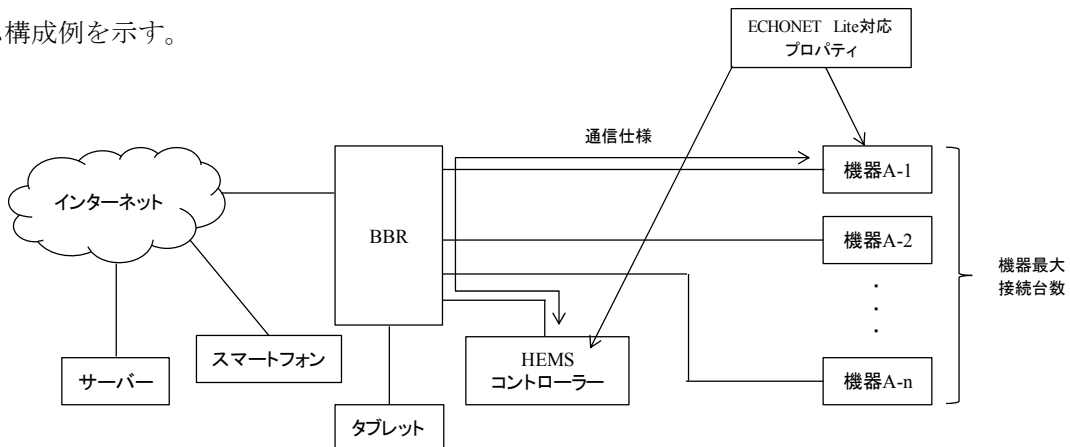 構成例を示す。
ECHONET Lite対応
プロパティ
通信仕様
機器A-1
インターネット
BBR
機器A-2
・
・
・
機器最大
接続台数
スマートフォン
HEMS
コントローラー
サーバー
機器A-n
タブレット